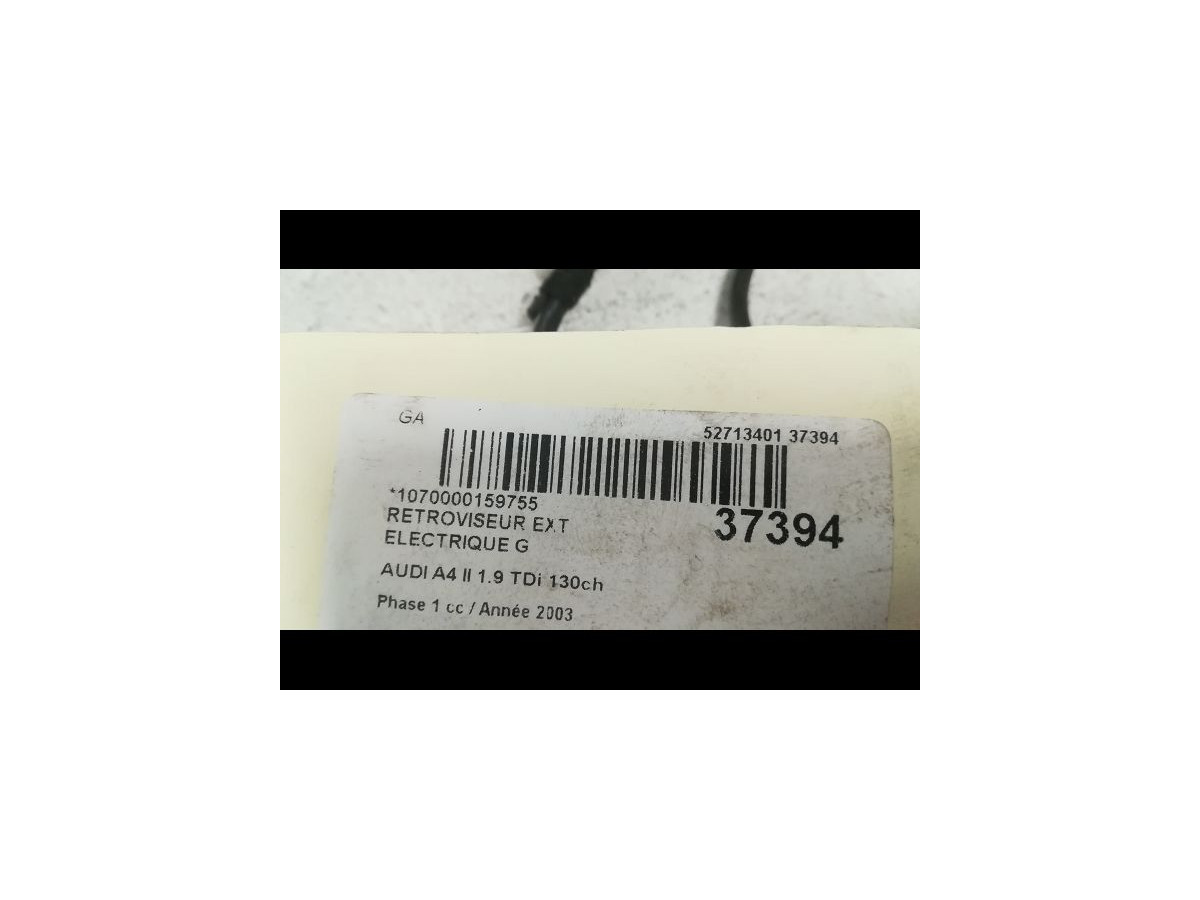 GA
52713401 37394
*1070000159755
37394
RETROVISEUR EXT
ELECTRIQUE G
AUDI A4 II 1.9 TDi 130ch
Phase 1 cc / Année 2003